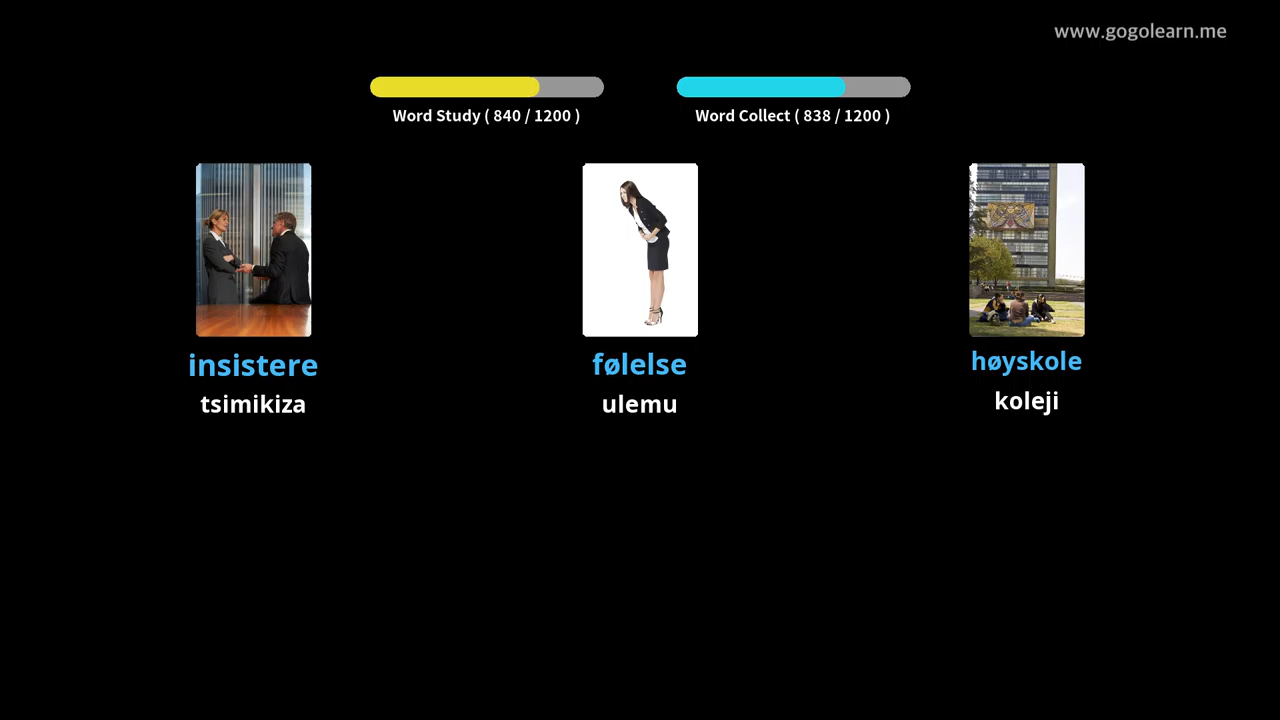 www.gogolearn.me
Word Study ( 840 / 1200 )
Word Collect ( 838 / 1200 )
insistere
tsimikiza
følelse
ulemu
høyskole
koleji